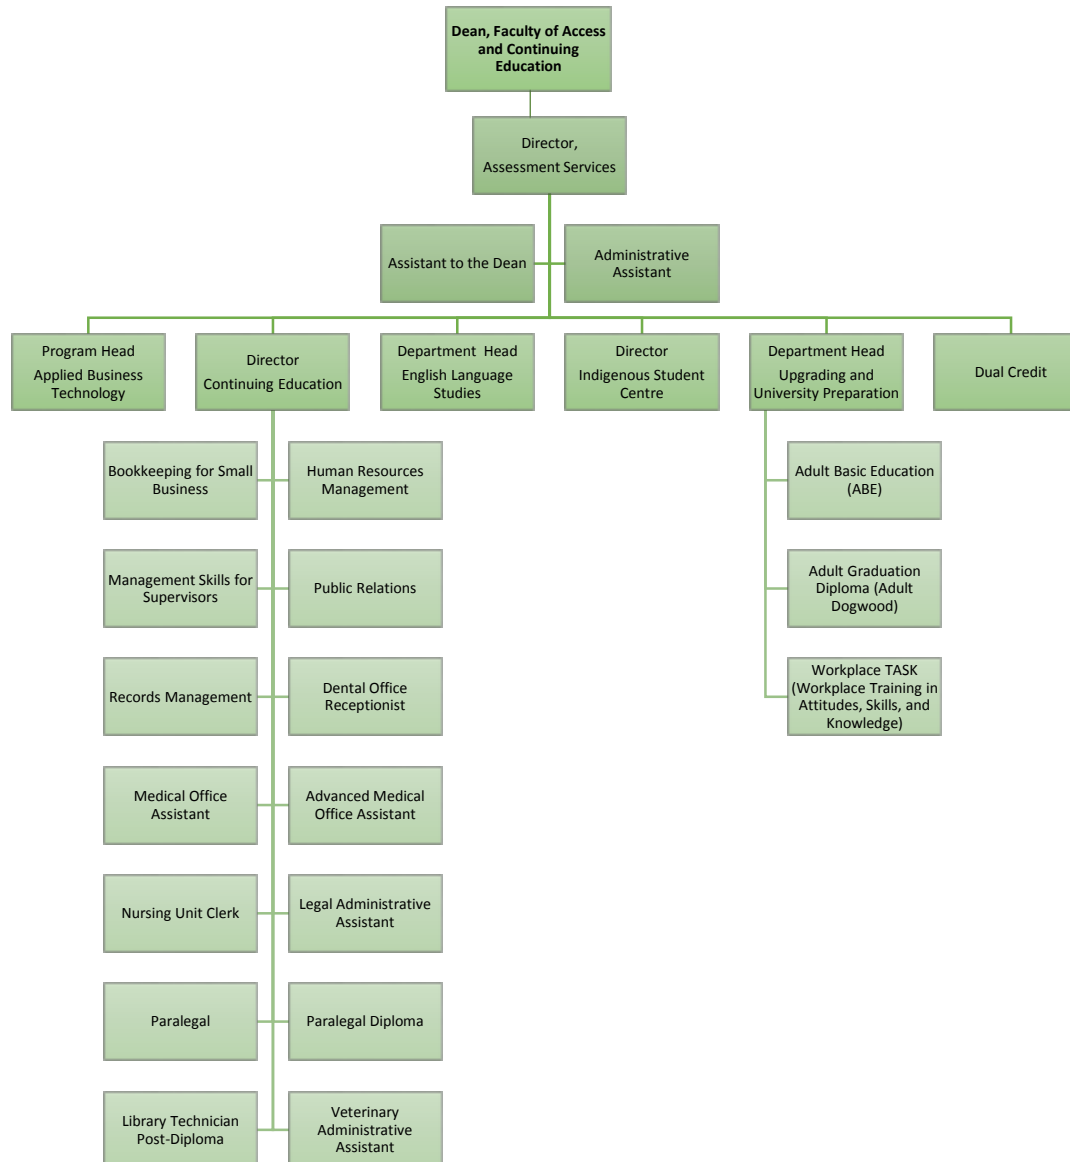 Dean, Faculty of Access
and Continuing
Education
Director,
Assessment Services
Assistant to the Dean
Administrative
Assistant
Program Head
Applied Business
Technology
Director
Continuing Education
Department Head
English Language
Studies
Director
Indigenous Student
Centre
Department Head
Upgrading and
University Preparation
Dual Credit
Bookkeeping for Small
Business
Human Resources
Management
Adult Basic Education
(ABE)
Management Skills for
Supervisors
Public Relations
Adult Graduation
Diploma (Adult
Dogwood)
Records Management
Dental Office
Receptionist
Workplace TASK
(Workplace Training in
Attitudes, Skills, and
Knowledge)
Medical Office
Assistant
Advanced Medical
Office Assistant
Nursing Unit Clerk
Legal Administrative
Assistant
Paralegal
Paralegal Diploma
Library Technician
Post-Diploma
Veterinary
Administrative
Assistant